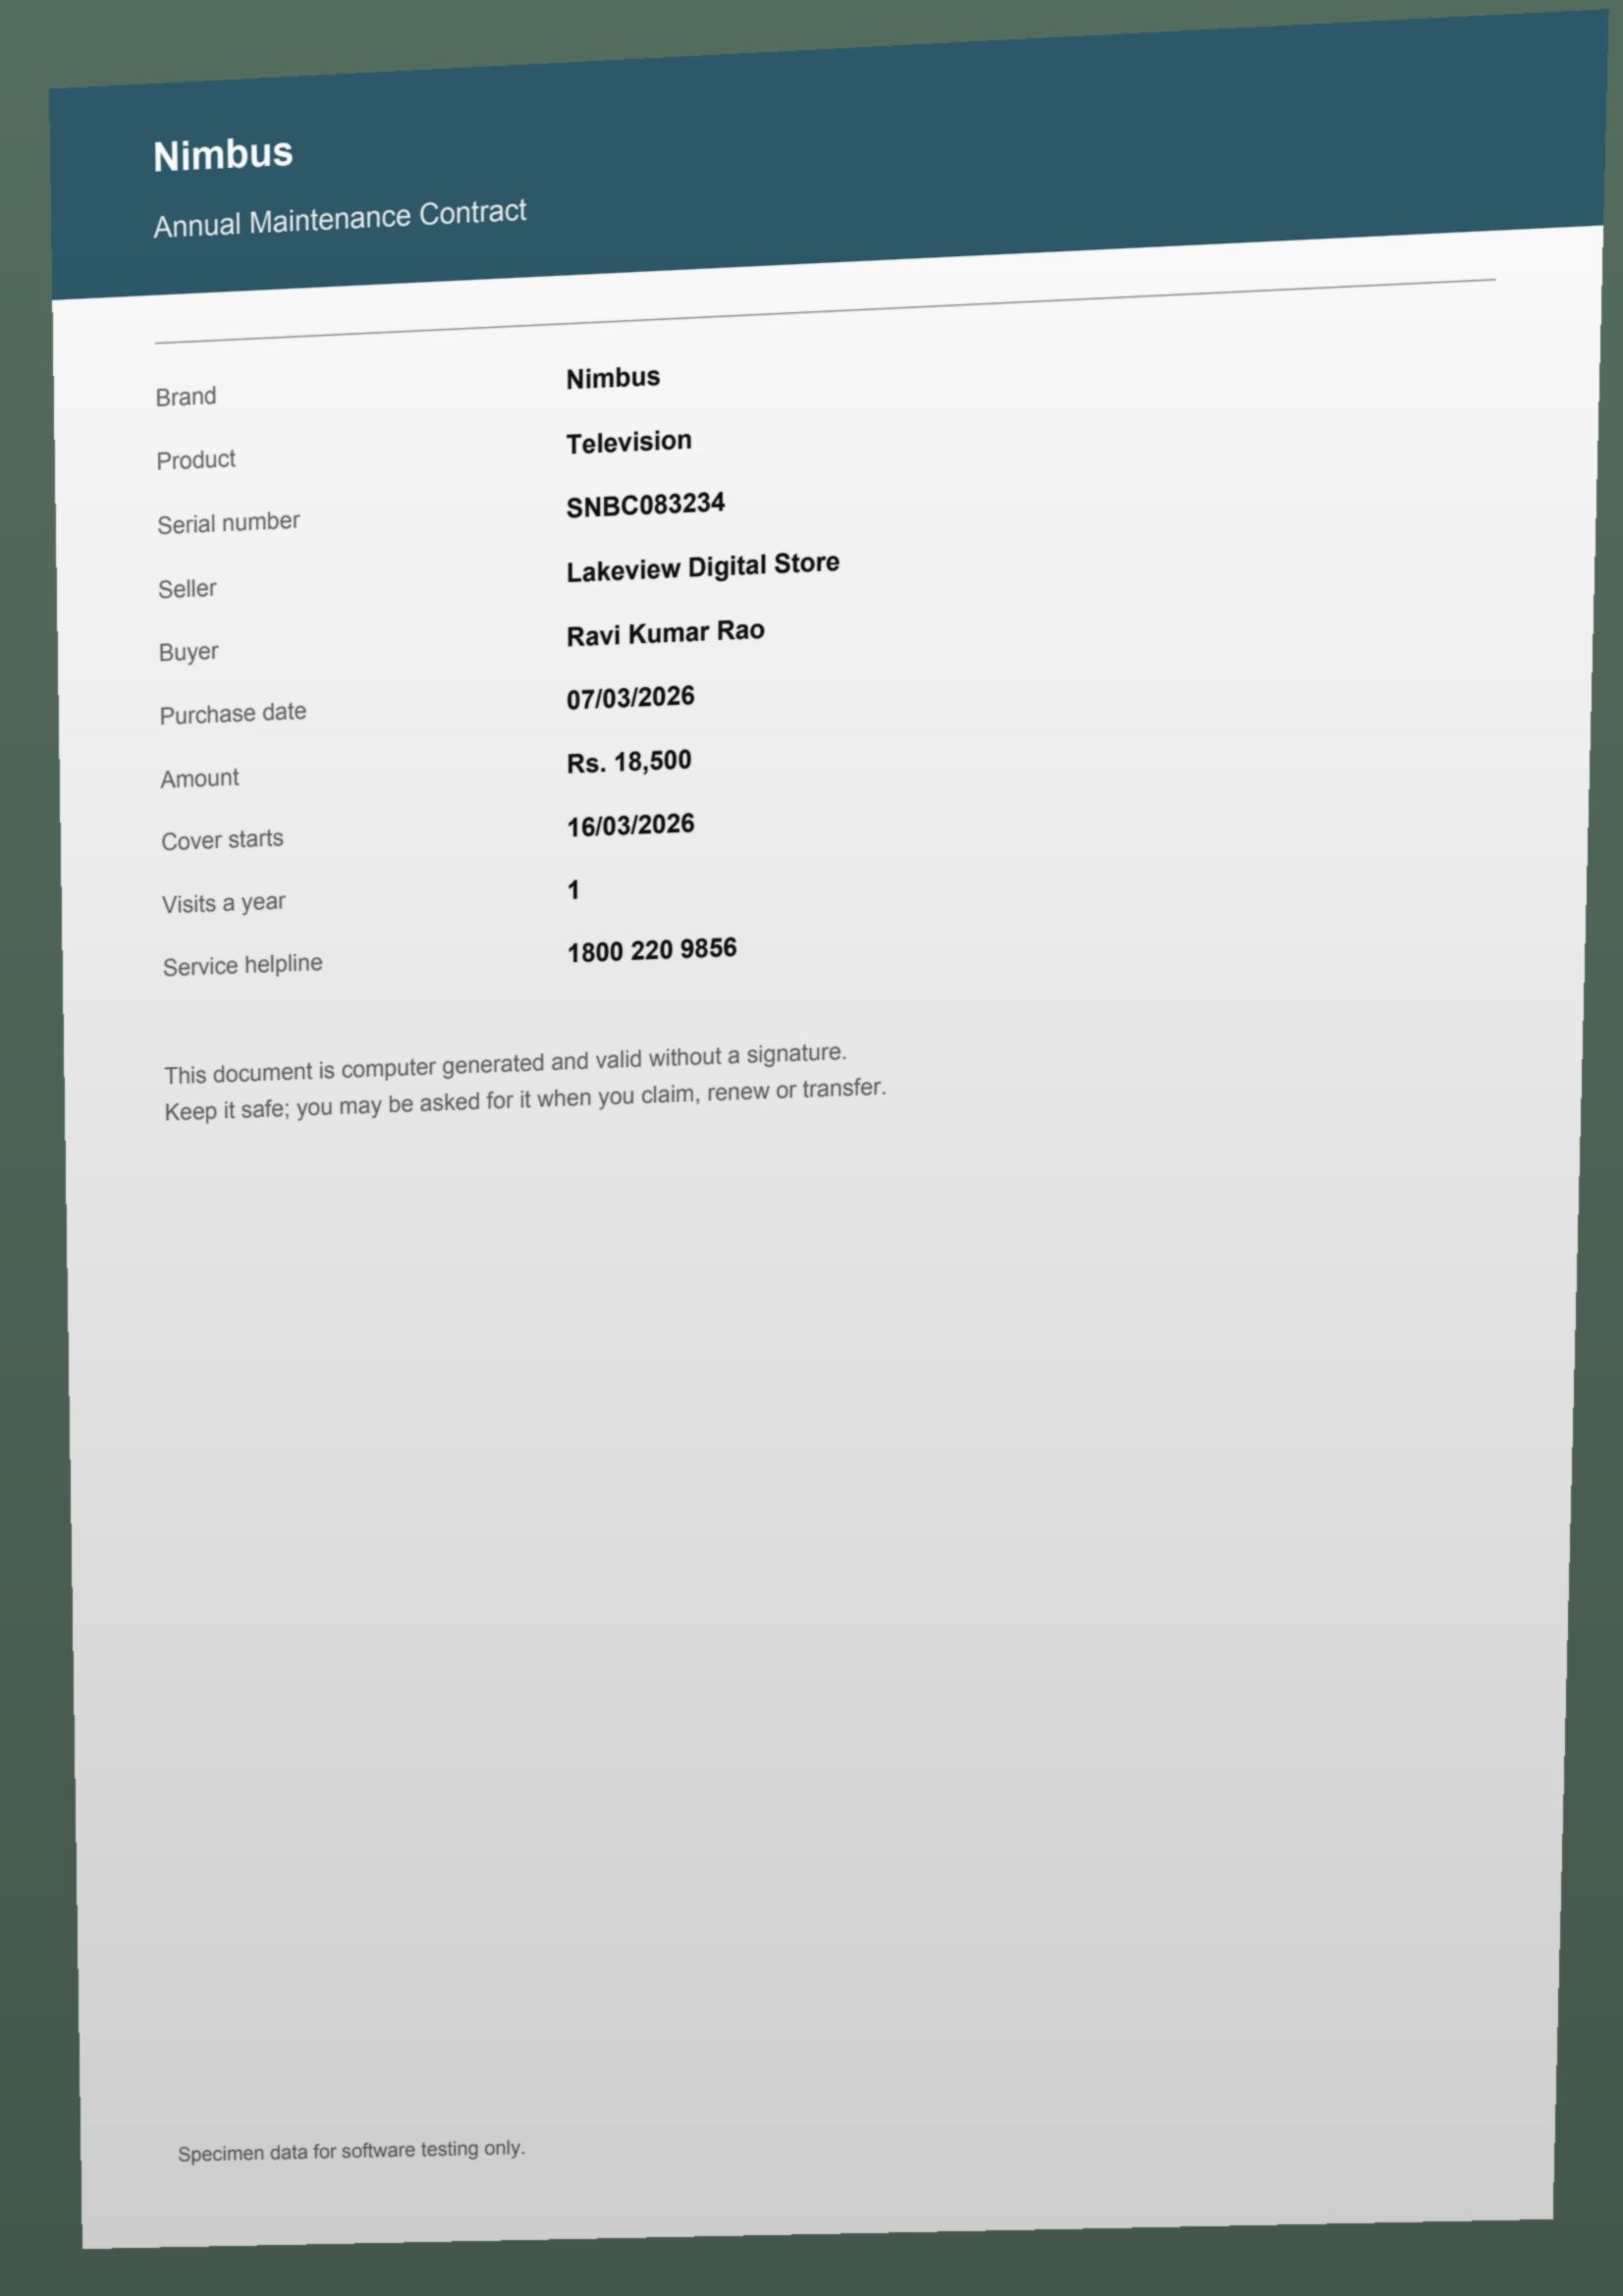 Nimbus
Annual Maintenance Contract
Brand Nimbus
Product Television
Serial number SNBC083234
Seller Lakeview Digital Store
Buyer Ravi Kumar Rao
Purchase date 07/03/2026
Amount Rs. 18,500
Cover starts 16/03/2026
Visits a year 1
Service helpline 1800 220 9856
This document is computer generated and valid without a signature.
Keep it safe; you may be asked for it when you claim, renew or transfer.
Specimen data for software testing only.